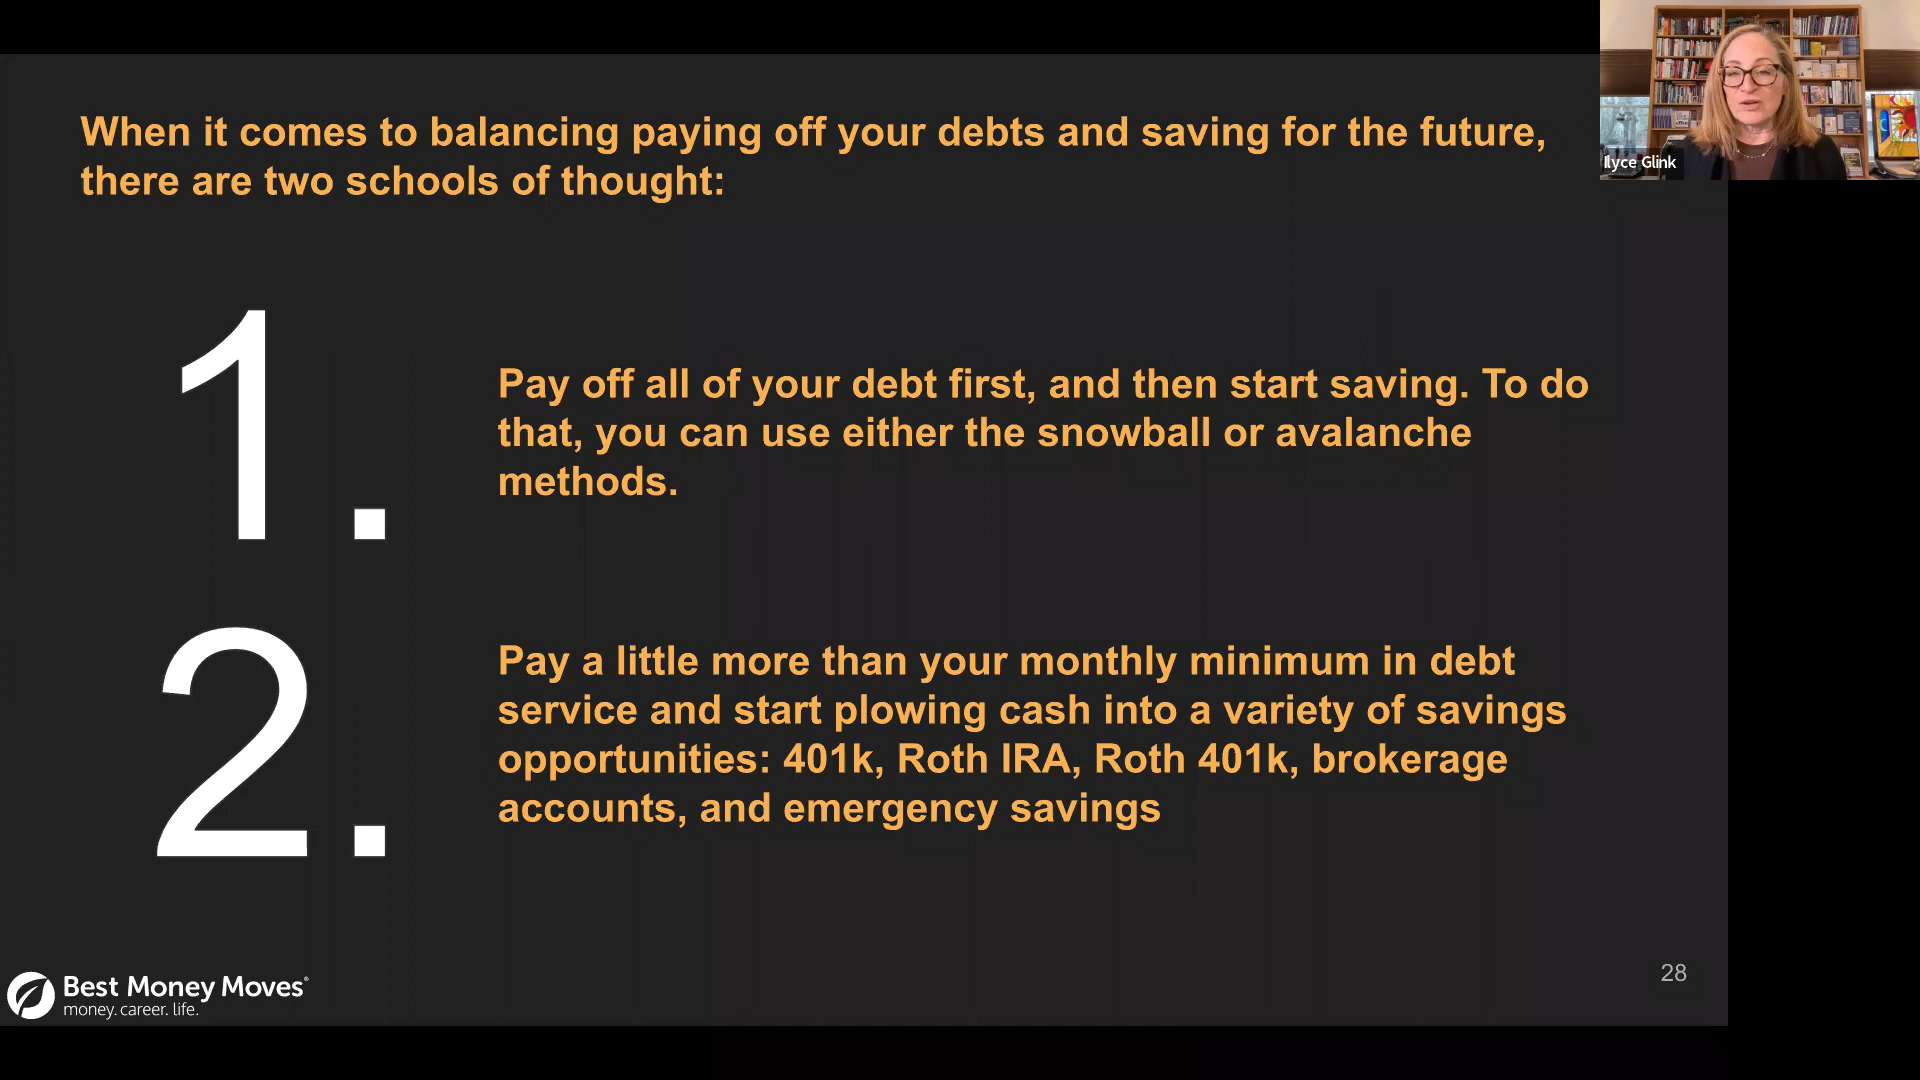 When it comes to balancing paying off your debts and saving for the future,
there are two schools of thought:
Ilyce Glink
1.
Pay off all of your debt first, and then start saving. To do
that, you can use either the snowball or avalanche
methods.
2.
Pay a little more than your monthly minimum in debt
service and start plowing cash into a variety of savings
opportunities: 401k, Roth IRA, Roth 401k, brokerage
accounts, and emergency savings
Best Money Moves®
money. career. life.
28